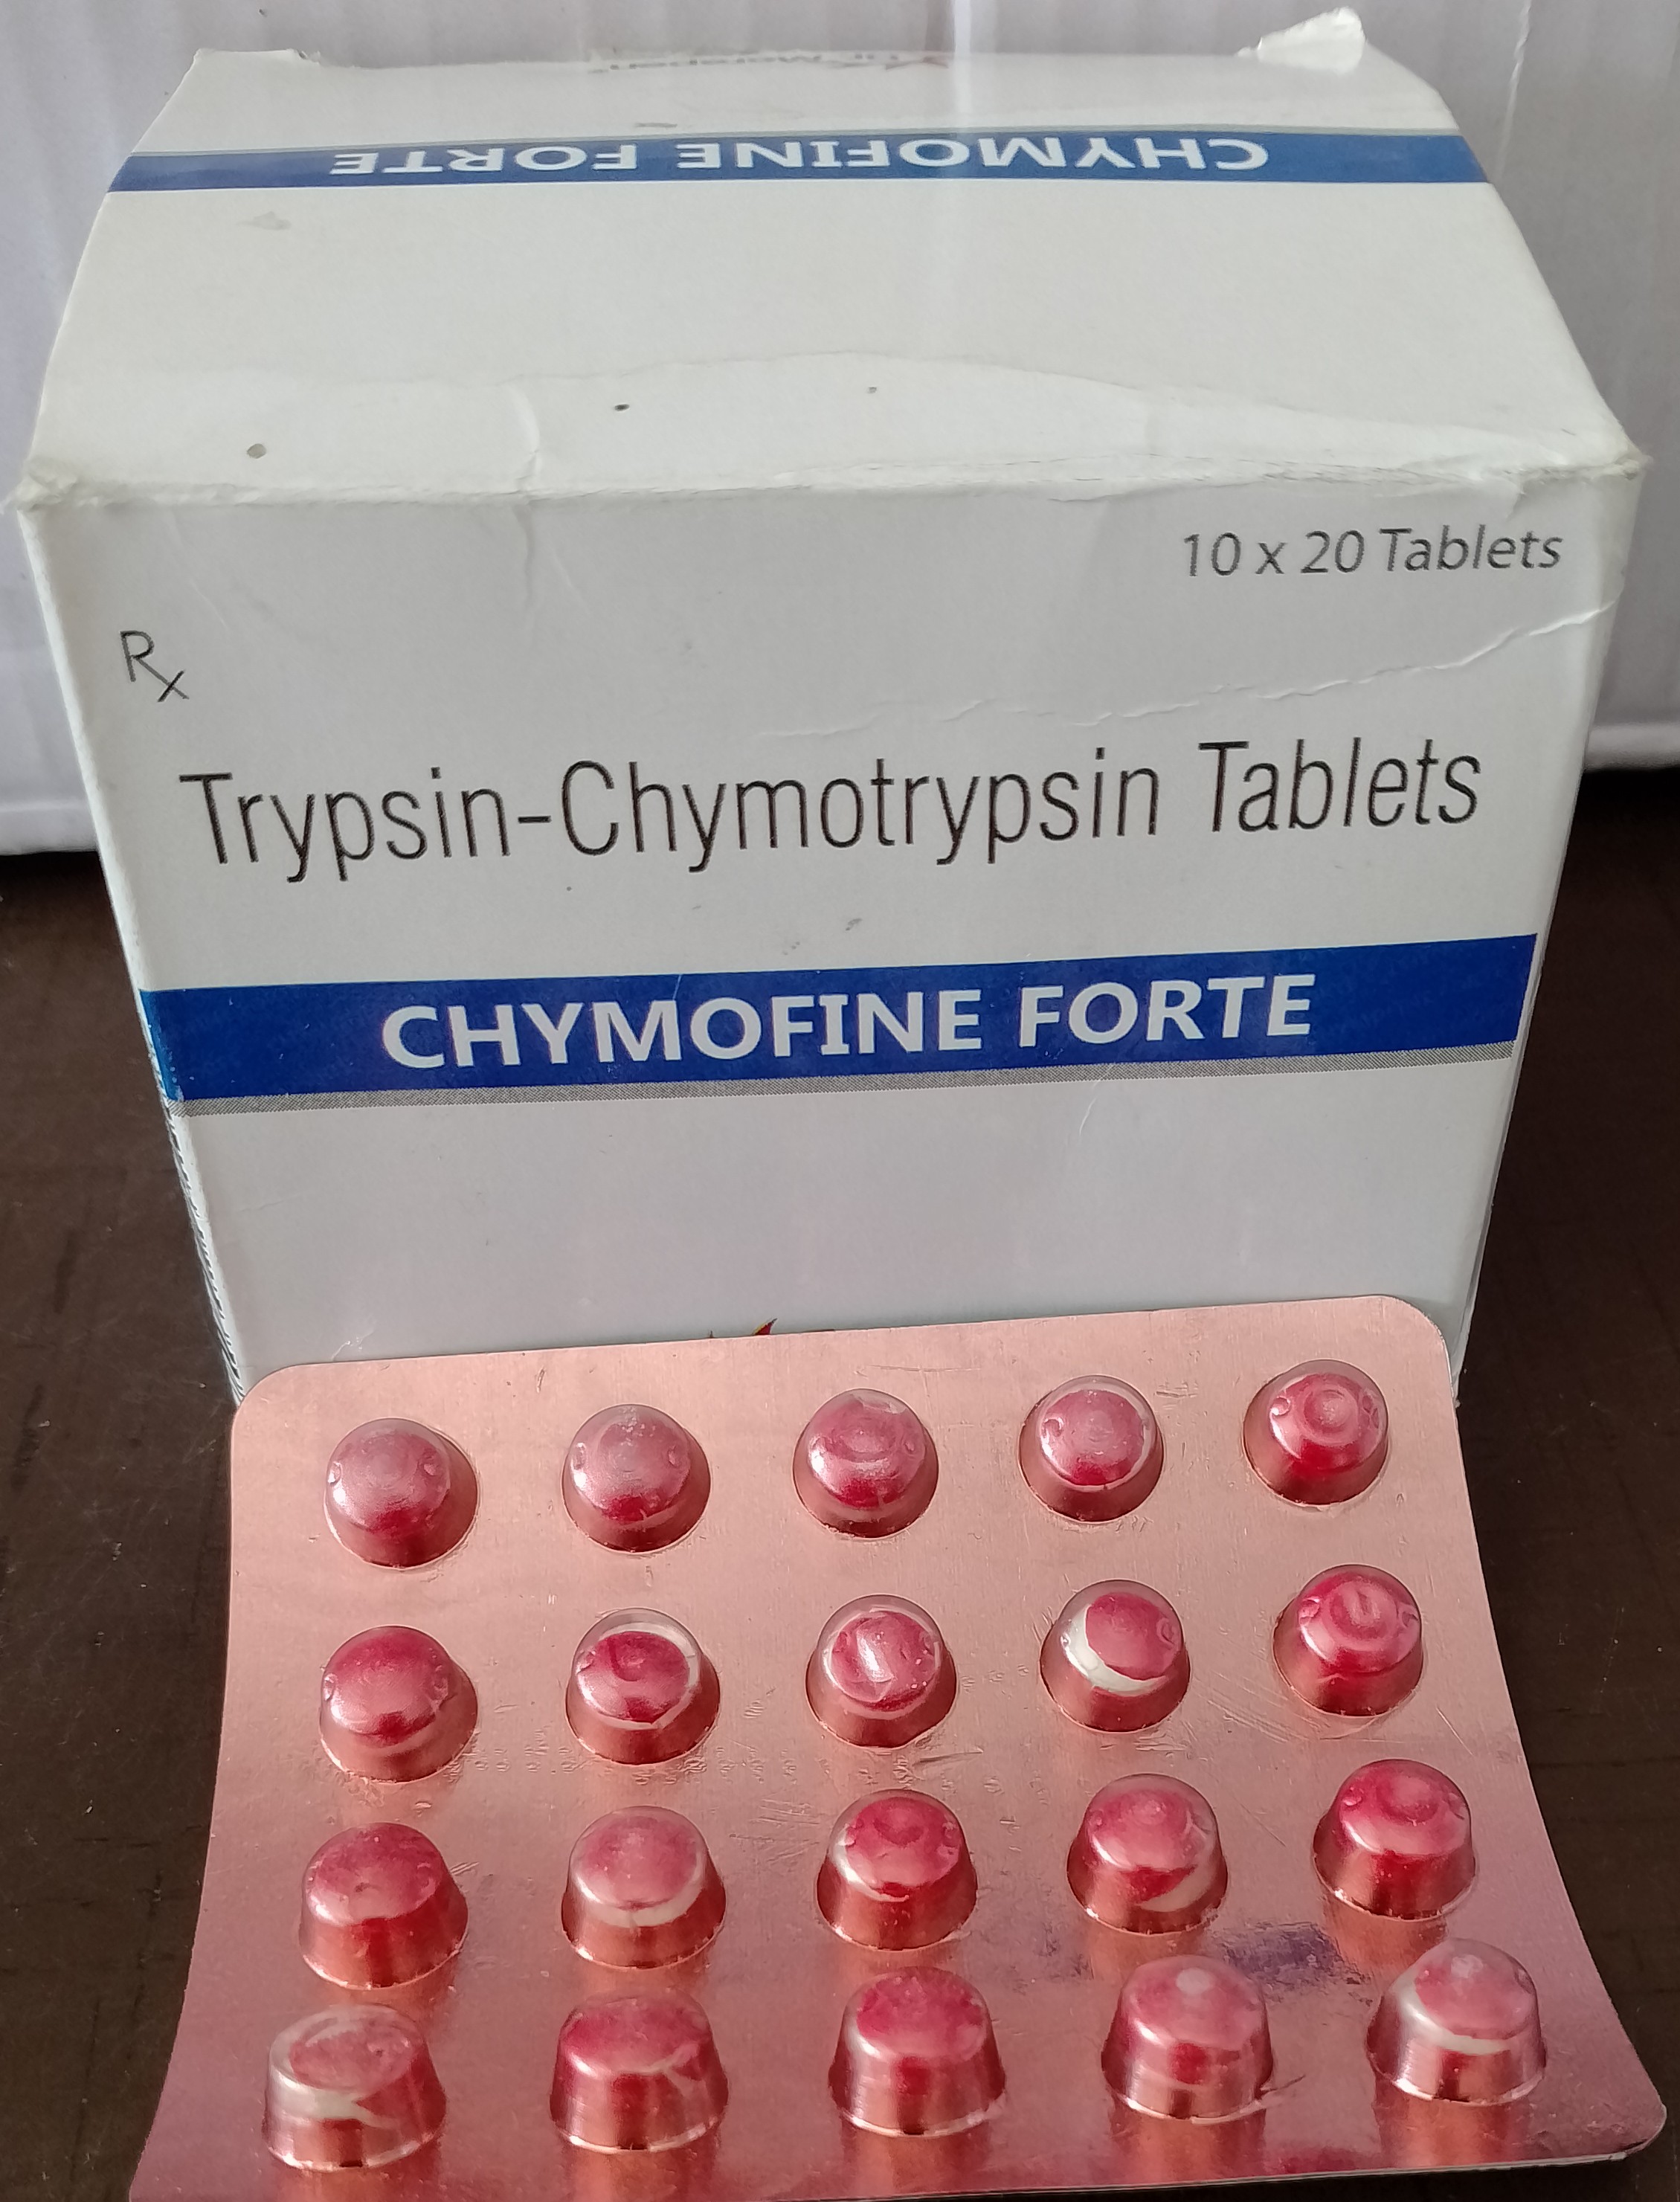 CHYMOFINE FORTE
10 x 20 Tablets
Rx
Trypsin-Chymotrypsin Tablets
CHYMOFINE FORTE